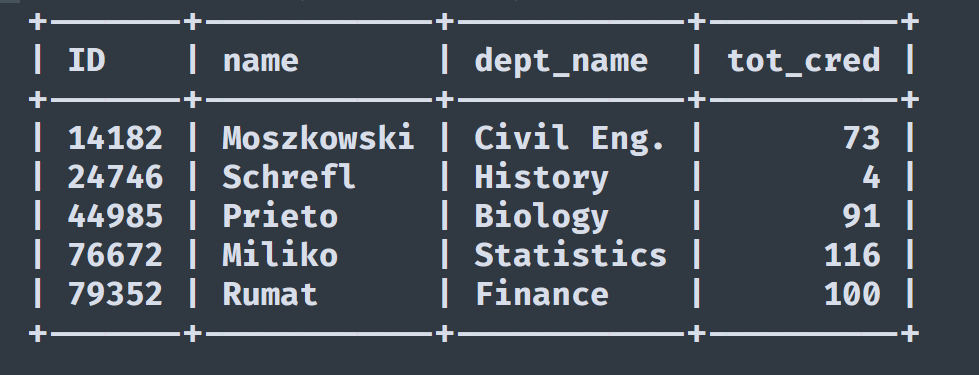 +--------+--------------+--------------+-----------+
| ID | name | dept_name | tot_cred |
+--------+--------------+--------------+-----------+
| 14182 | Moszkowski | Civil Eng. | 73 |
| 24746 | Schrefl | History | 4 |
| 44985 | Prieto | Biology | 91 |
| 76672 | Miliko | Statistics | 116 |
| 79352 | Rumat | Finance | 100 |
+--------+--------------+--------------+-----------+